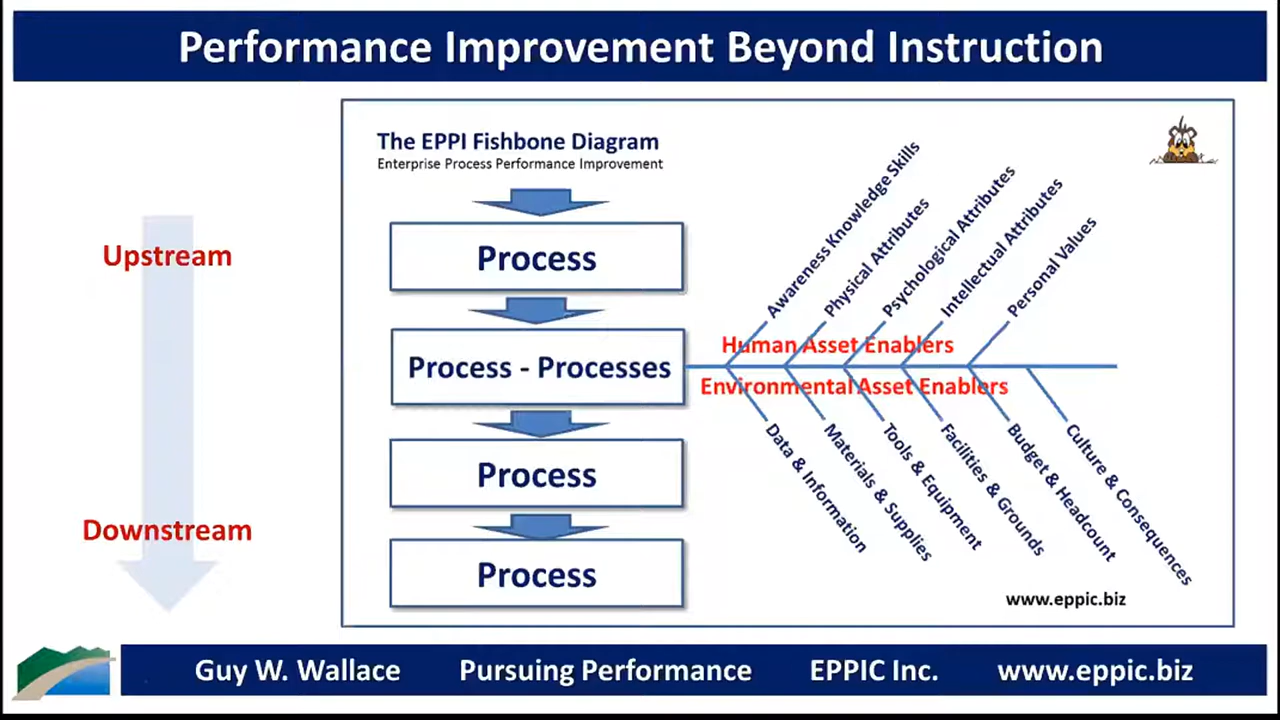 Performance Improvement Beyond Instruction
The EPPI Fishbone Diagram
Enterprise Process Performance Improvement
Upstream
Downstream
Process
Process - Processes
Process
Process
Awareness Knowledge Skills
Physical Attributes
Psychological Attributes
Intellectual Attributes
Personal Values
Human Asset Enablers
Environmental Asset Enablers
Data & Information
Materials & Supplies
Tools & Equipment
Facilities & Grounds
Budget & Headcount
Culture & Consequences
www.eppic.biz
Guy W. Wallace Pursuing Performance EPPIC Inc. www.eppic.biz